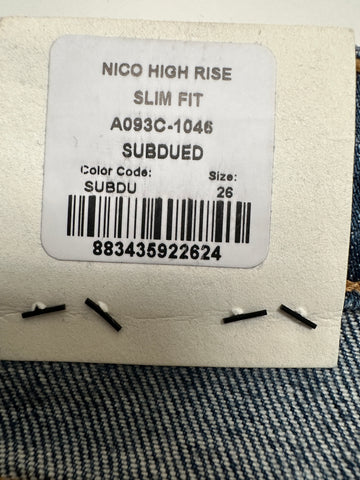 NICO HIGH RISE
SLIM FIT
A093C-1046
SUBDUED
Color Code: Size:
SUBDU 26
883435922624